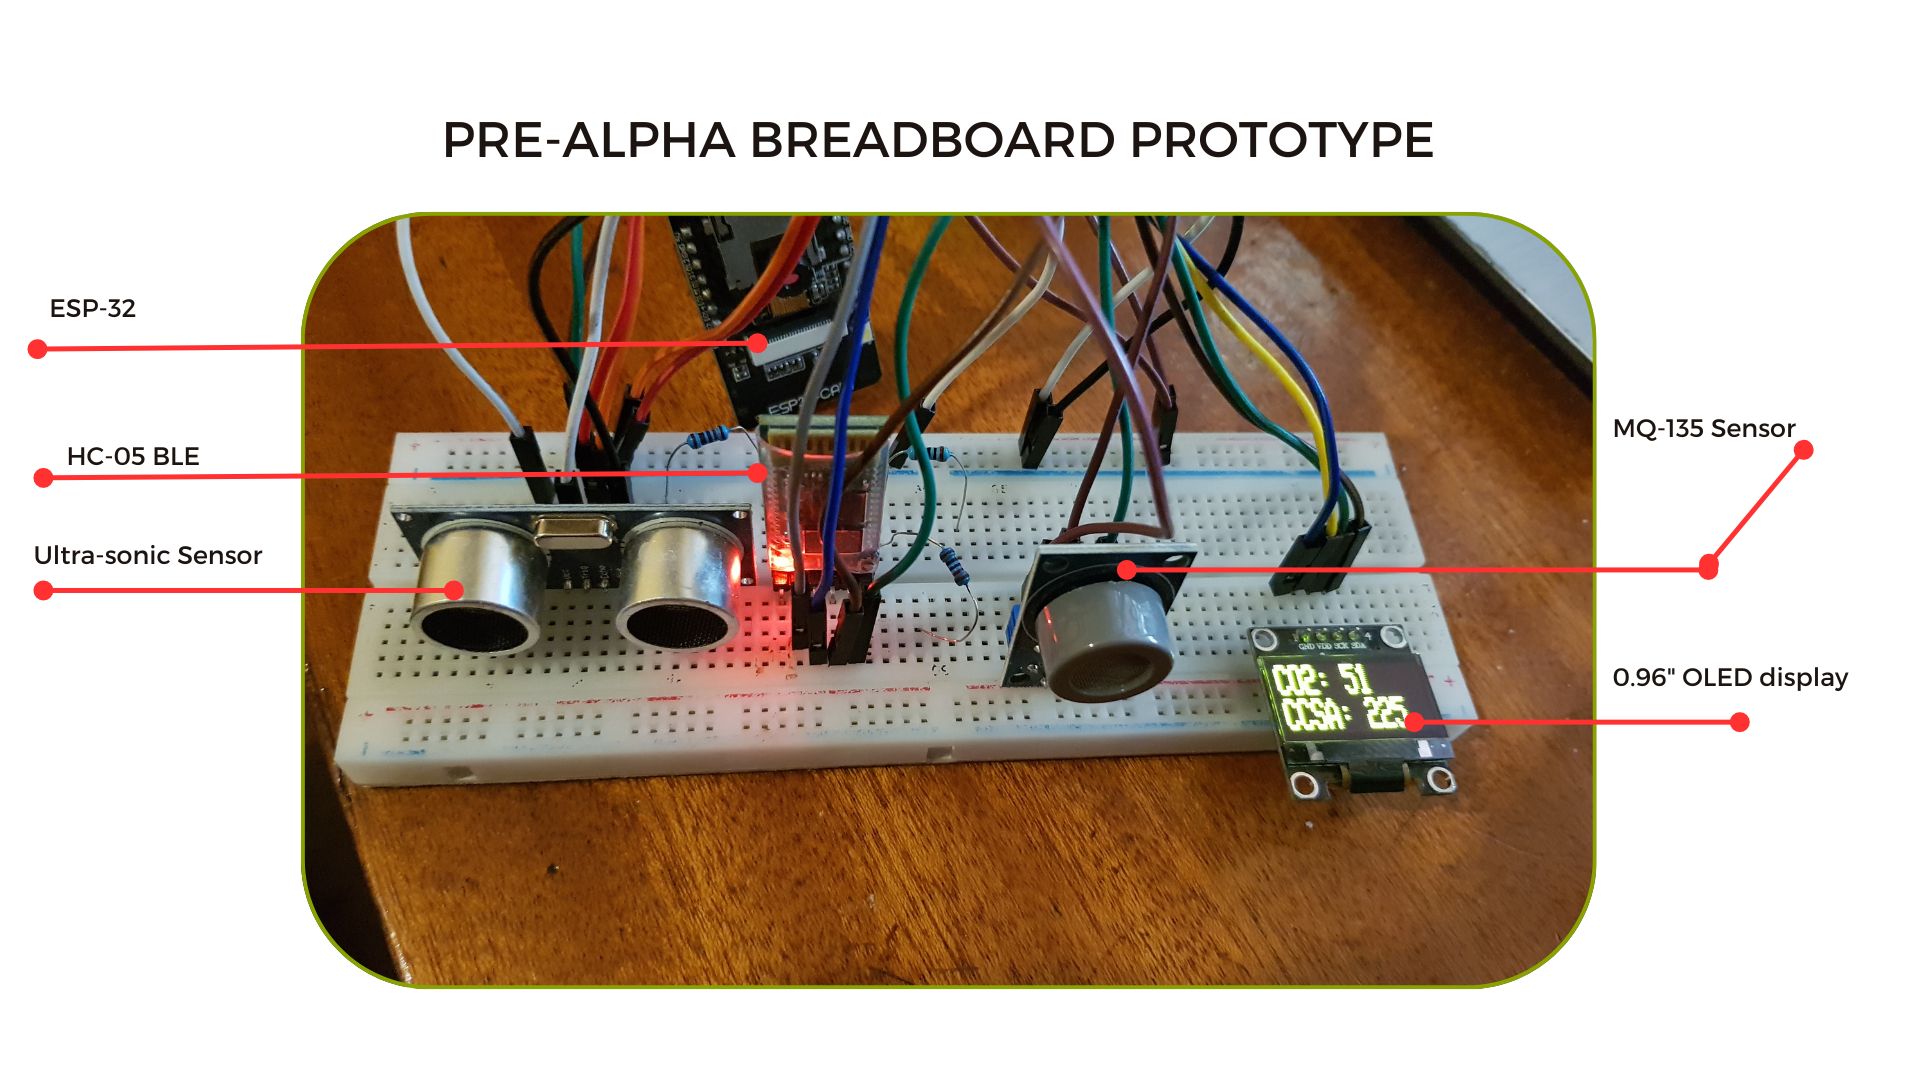 PRE-ALPHA BREADBOARD PROTOTYPE
ESP-32
HC-05 BLE
Ultra-sonic Sensor
MQ-135 Sensor
0.96" OLED display
GND VDD SCK SDA
CO2: 51
CCSA: 225